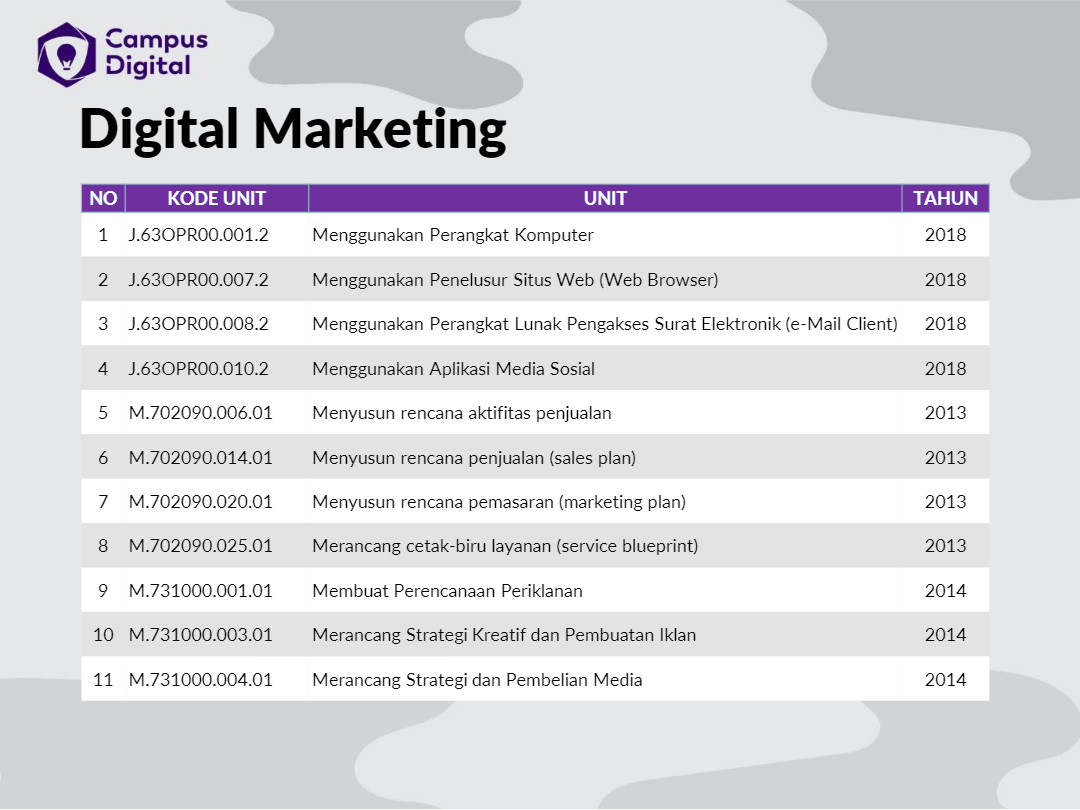 Campus
Digital
Digital Marketing
NO KODE UNIT UNIT TAHUN
1 J.63OPR00.001.2 Menggunakan Perangkat Komputer 2018
2 J.63OPR00.007.2 Menggunakan Penelusur Situs Web (Web Browser) 2018
3 J.63OPR00.008.2 Menggunakan Perangkat Lunak Pengakses Surat Elektronik (e-Mail Client) 2018
4 J.63OPR00.010.2 Menggunakan Aplikasi Media Sosial 2018
5 M.702090.006.01 Menyusun rencana aktifitas penjualan 2013
6 M.702090.014.01 Menyusun rencana penjualan (sales plan) 2013
7 M.702090.020.01 Menyusun rencana pemasaran (marketing plan) 2013
8 M.702090.025.01 Merancang cetak-biru layanan (service blueprint) 2013
9 M.731000.001.01 Membuat Perencanaan Periklanan 2014
10 M.731000.003.01 Merancang Strategi Kreatif dan Pembuatan Iklan 2014
11 M.731000.004.01 Merancang Strategi dan Pembelian Media 2014